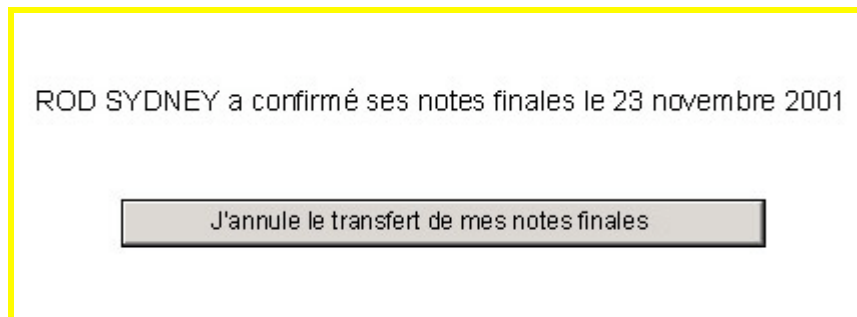 ROD SYDNEY a confirmé ses notes finales le 23 novembre 2001
J'annule le transfert de mes notes finales